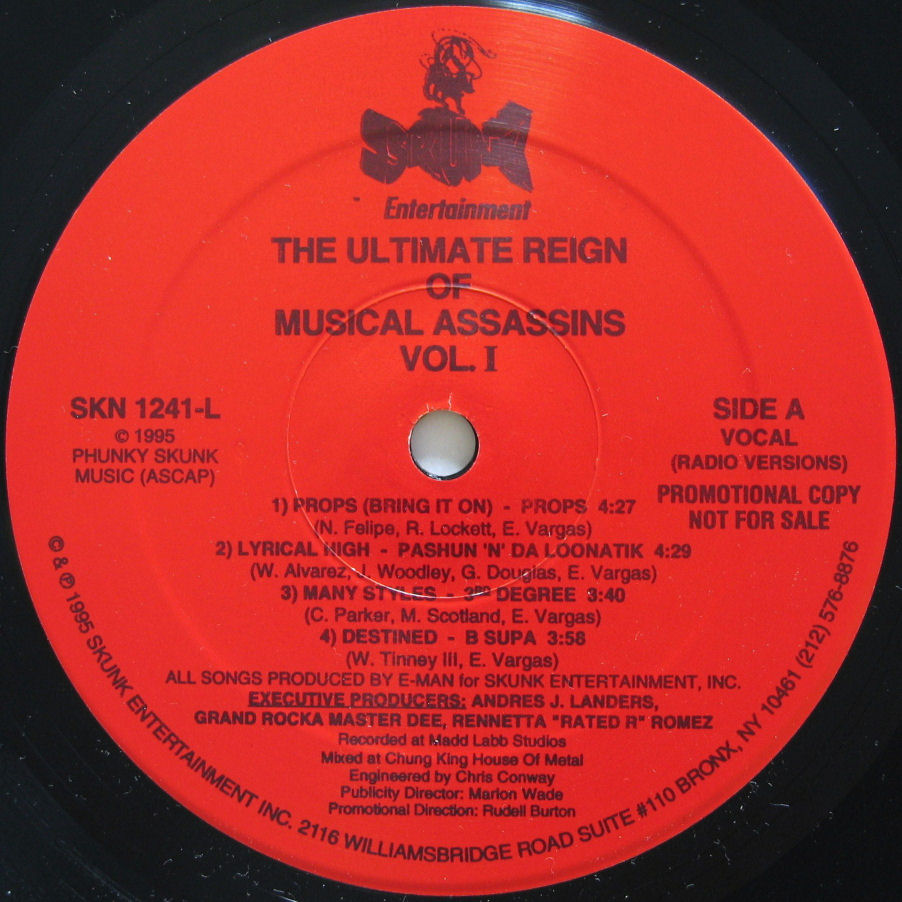 SKUNK
Entertainment
THE ULTIMATE REIGN
OF
MUSICAL ASSASSINS
VOL. I
SKN 1241-L
© 1995
PHUNKY SKUNK
MUSIC (ASCAP)
SIDE A
VOCAL
(RADIO VERSIONS)
PROMOTIONAL COPY
NOT FOR SALE
1) PROPS (BRING IT ON) - PROPS 4:27
(N. Felipe, R. Lockett, E. Vargas)
2) LYRICAL HIGH - PASHUN 'N' DA LOONATIK 4:29
(W. Alvarez, J. Woodley, G. Douglas, E. Vargas)
3) MANY STYLES - 3RD DEGREE 3:40
(C. Parker, M. Scotland, E. Vargas)
4) DESTINED - B SUPA 3:58
(W. Tinney III, E. Vargas)
ALL SONGS PRODUCED BY E-MAN for SKUNK ENTERTAINMENT, INC.
EXECUTIVE PRODUCERS: ANDRES J. LANDERS,
GRAND ROCKA MASTER DEE, RENNETTA "RATED R" ROMEZ
Recorded at Madd Labb Studios
Mixed at Chung King House Of Metal
Engineered by Chris Conway
Publicity Director: Marlon Wade
Promotional Direction: Rudell Burton
© & ℗ 1995 SKUNK ENTERTAINMENT INC. 2116 WILLIAMSBRIDGE ROAD SUITE #110 BRONX, NY 10461 (212) 576-8876